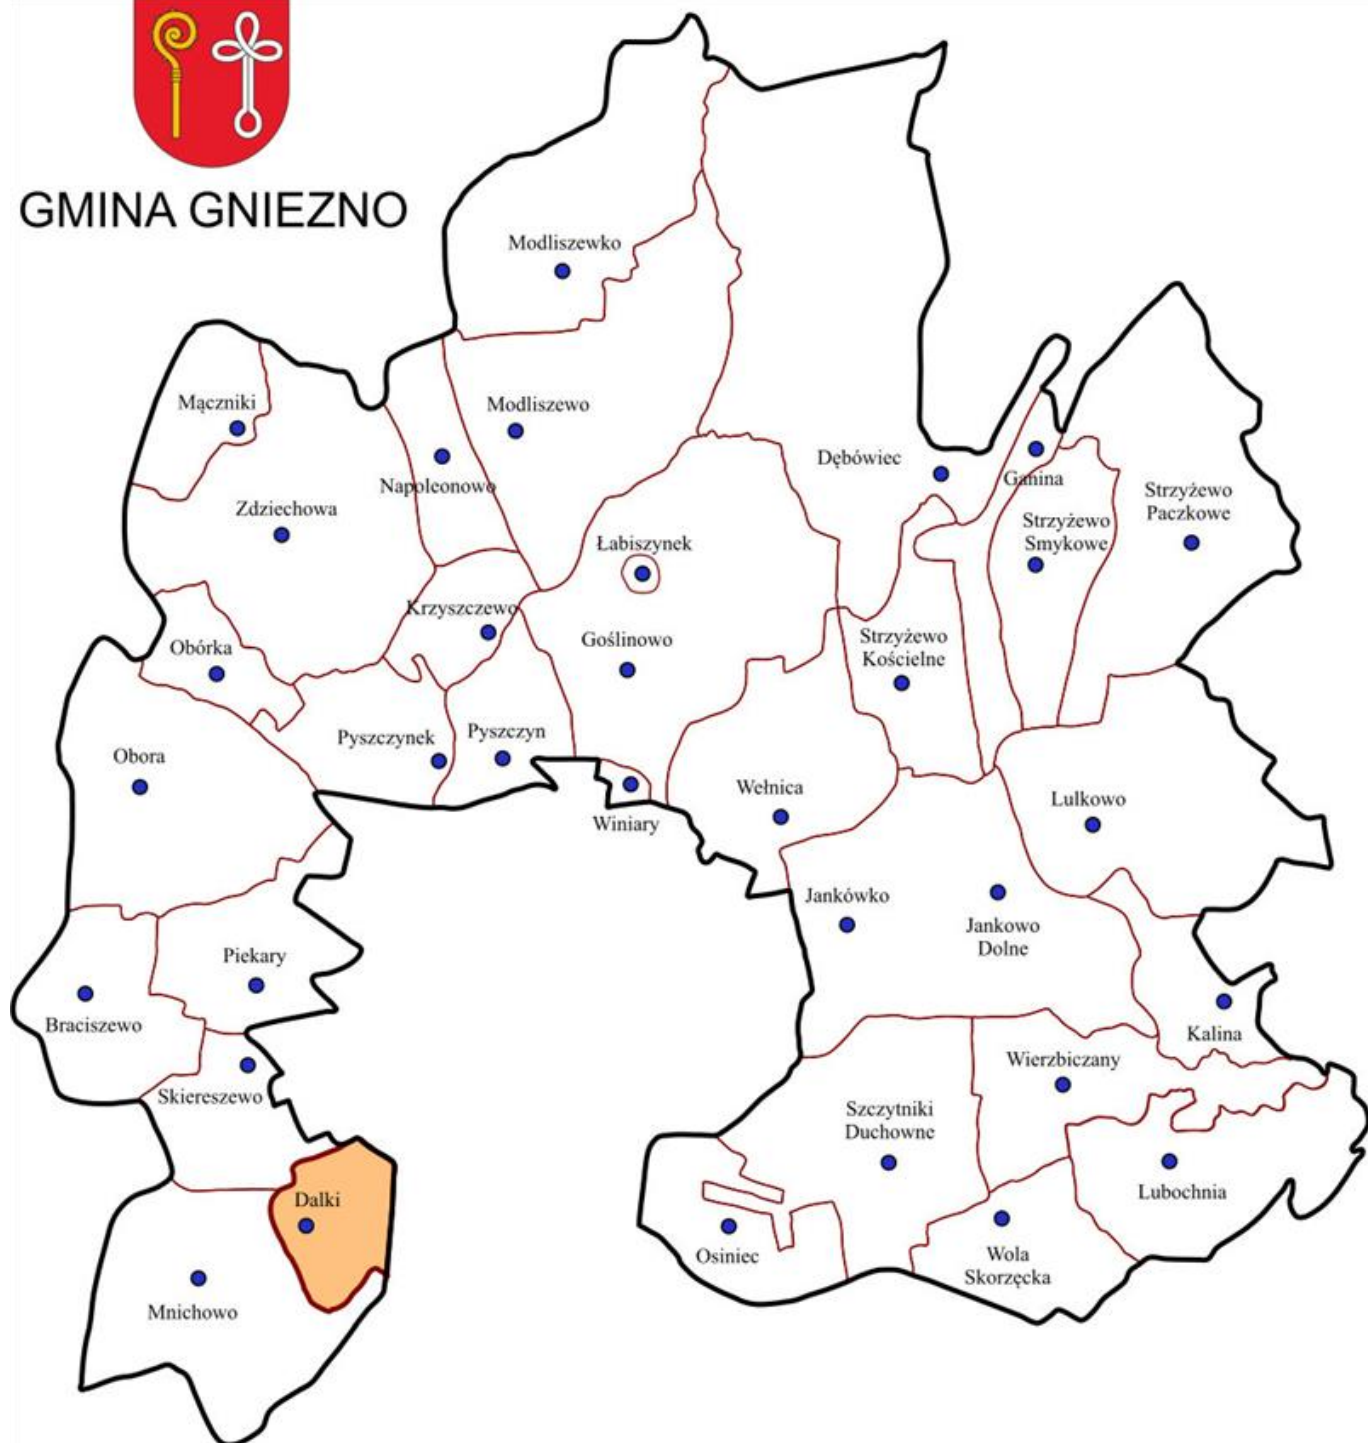 GMINA GNIEZNO
Modliszewko
Mączniki
Modliszewo
Napoleonowo
Dębówiec
Ganina
Strzyżewo
Paczkowe
Zdziechowa
Strzyżewo
Smykowe
Łabiszynek
Krzyszczewo
Goślinowo
Strzyżewo
Kościelne
Obórka
Pyszczynek
Pyszczyn
Obora
Wełnica
Winiary
Lulkowo
Jankówko
Jankowo
Dolne
Piekary
Braciszewo
Kalina
Skiereszewo
Wierzbiczany
Szczytniki
Duchowne
Lubochnia
Dalki
Osiniec
Wola
Skorzęcka
Mnichowo